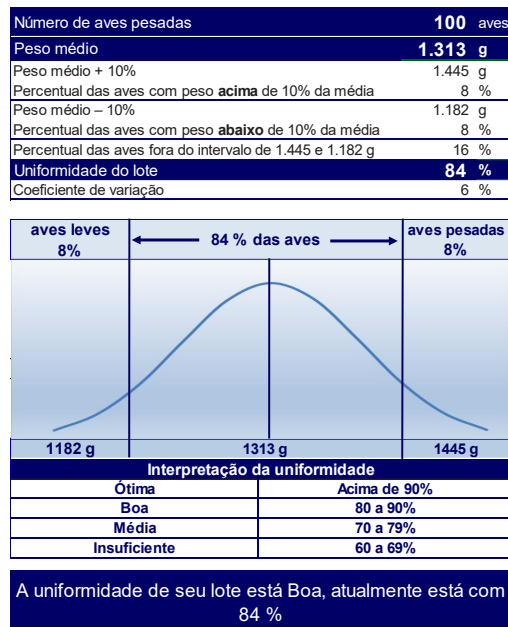 Número de aves pesadas 100 aves
Peso médio 1.313 g
Peso médio + 10% 1.445 g
Percentual das aves com peso acima de 10% da média 8 %
Peso médio – 10% 1.182 g
Percentual das aves com peso abaixo de 10% da média 8 %
Percentual das aves fora do intervalo de 1.445 e 1.182 g 16 %
Uniformidade do lote 84 %
Coeficiente de variação 6 %
aves leves
8%
84 % das aves
aves pesadas
8%
1182 g 1313 g 1445 g
Interpretação da uniformidade
Ótima Acima de 90%
Boa 80 a 90%
Média 70 a 79%
Insuficiente 60 a 69%
A uniformidade de seu lote está Boa, atualmente está com
84 %